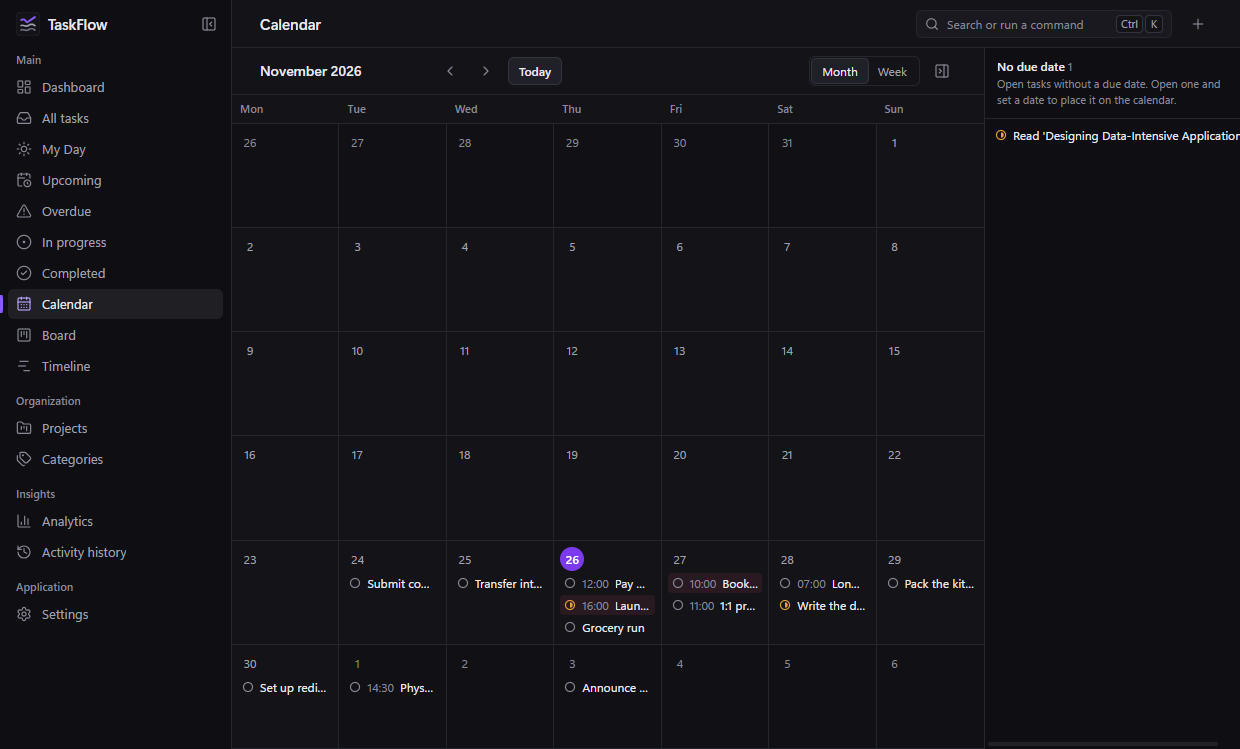 TaskFlow
Main
Dashboard
All tasks
My Day
Upcoming
Overdue
In progress
Completed
Calendar
Board
Timeline
Organization
Projects
Categories
Insights
Analytics
Activity history
Application
Settings
Calendar
Search or run a command Ctrl K
November 2026
Today
Month Week
Mon Tue Wed Thu Fri Sat Sun
26 27 28 29 30 31 1
2 3 4 5 6 7 8
9 10 11 12 13 14 15
16 17 18 19 20 21 22
23 24 25 26 27 28 29
Submit co... Transfer int... 12:00 Pay ... 10:00 Book... 07:00 Lon... Pack the kit...
16:00 Laun... 11:00 1:1 pr... Write the d...
Grocery run
30 1 2 3 4 5 6
Set up redi... 14:30 Phys... Announce ...
No due date 1
Open tasks without a due date. Open one and
set a date to place it on the calendar.
Read 'Designing Data-Intensive Application